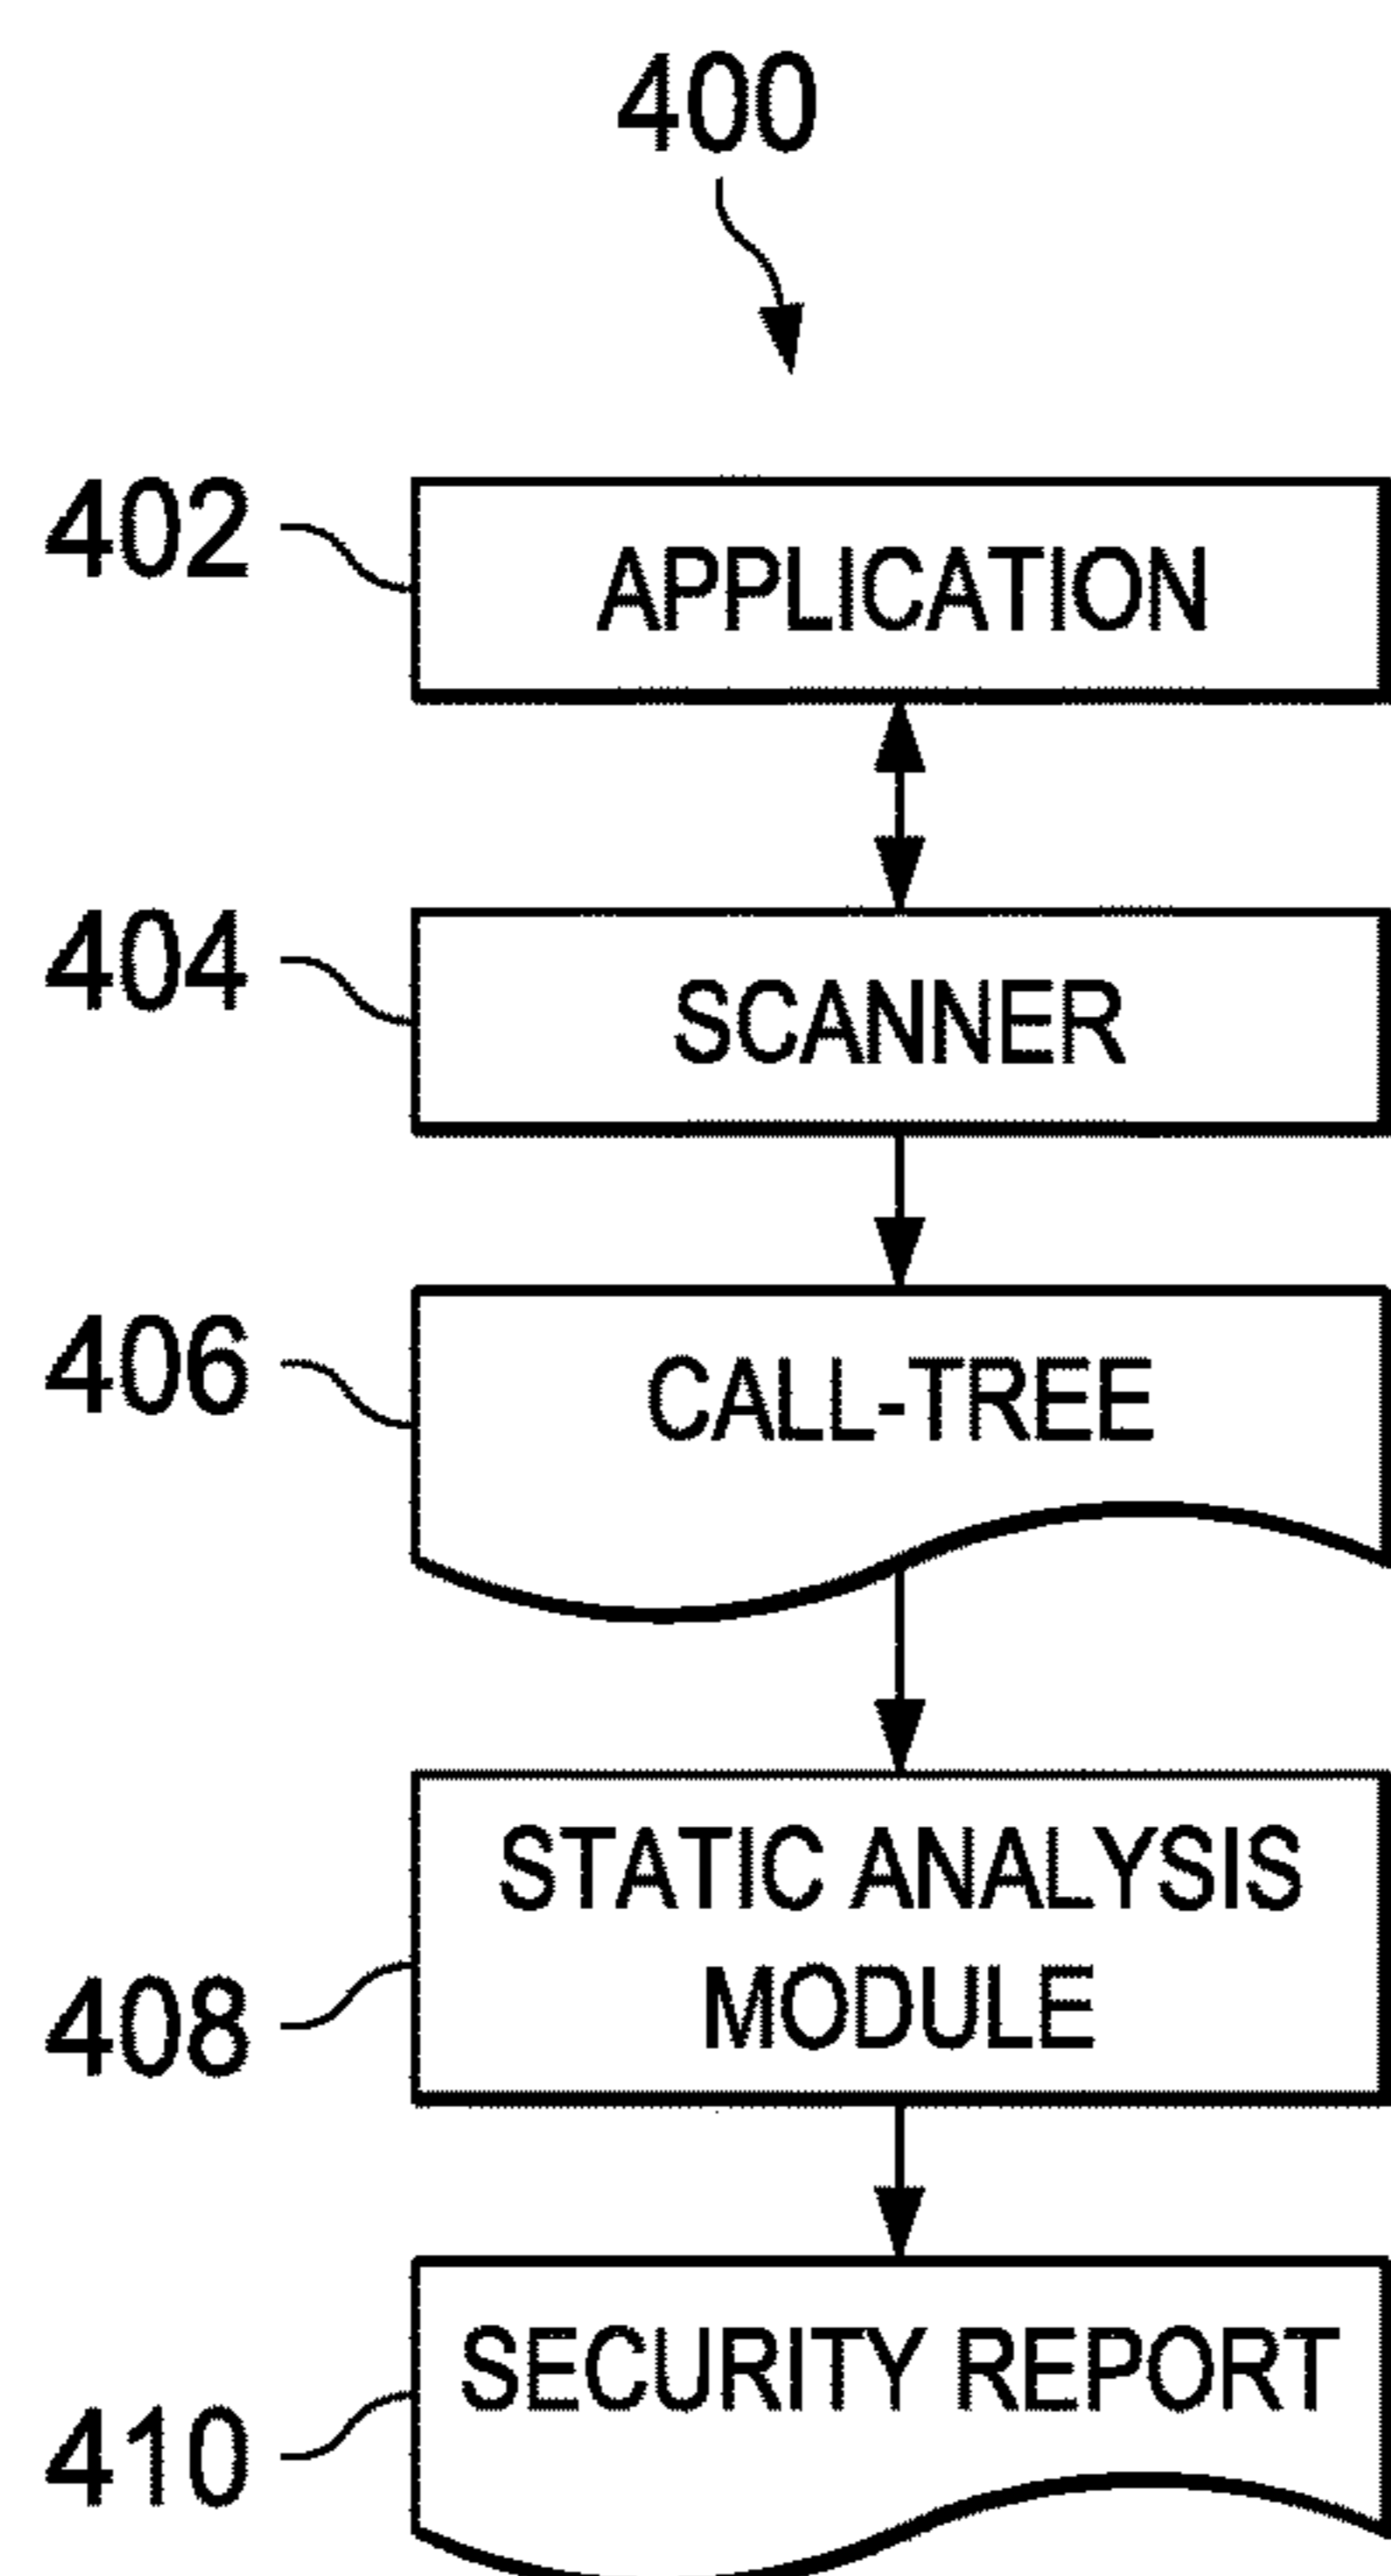 400
402 APPLICATION
404 SCANNER
406 CALL-TREE
STATIC ANALYSIS
408 MODULE
410 SECURITY REPORT